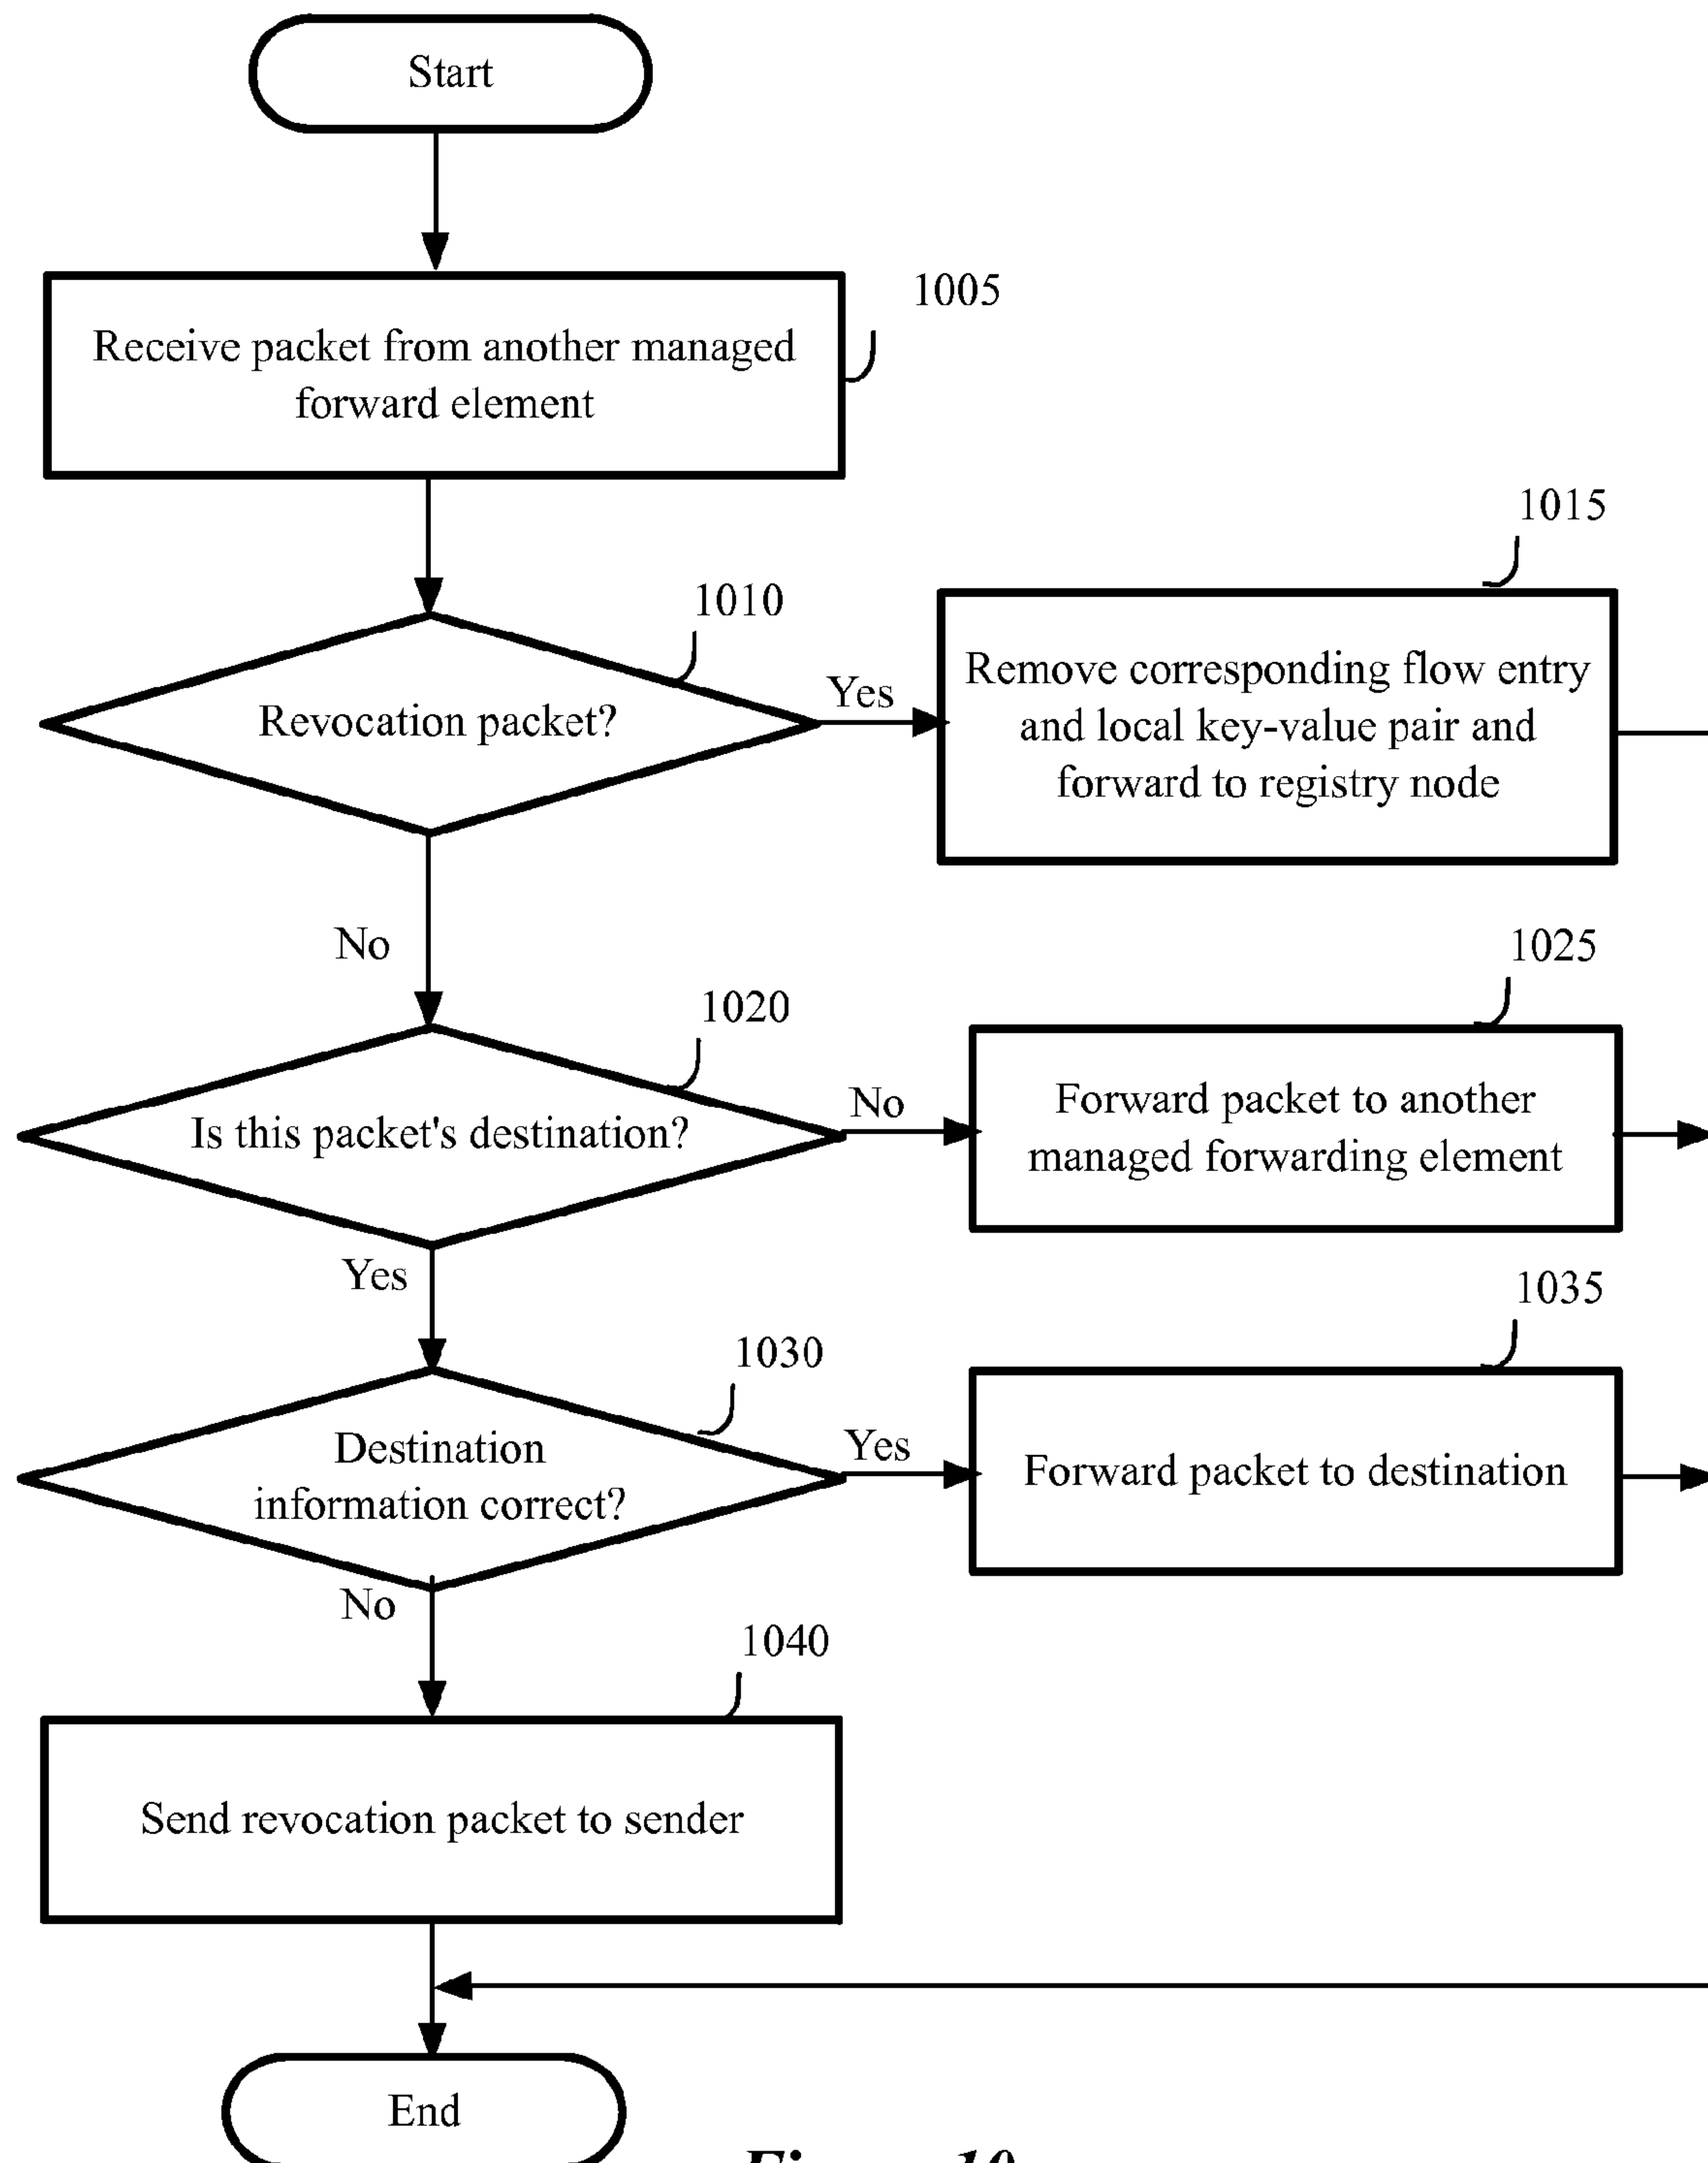 Start
1005
Receive packet from another managed
forward element
1015
1010
Remove corresponding flow entry
and local key-value pair and
forward to registry node
Yes
Revocation packet?
No
1025
1020
No
Forward packet to another
managed forwarding element
Is this packet's destination?
Yes
1035
1030
Destination
information correct?
Yes
Forward packet to destination
No
1040
Send revocation packet to sender
End